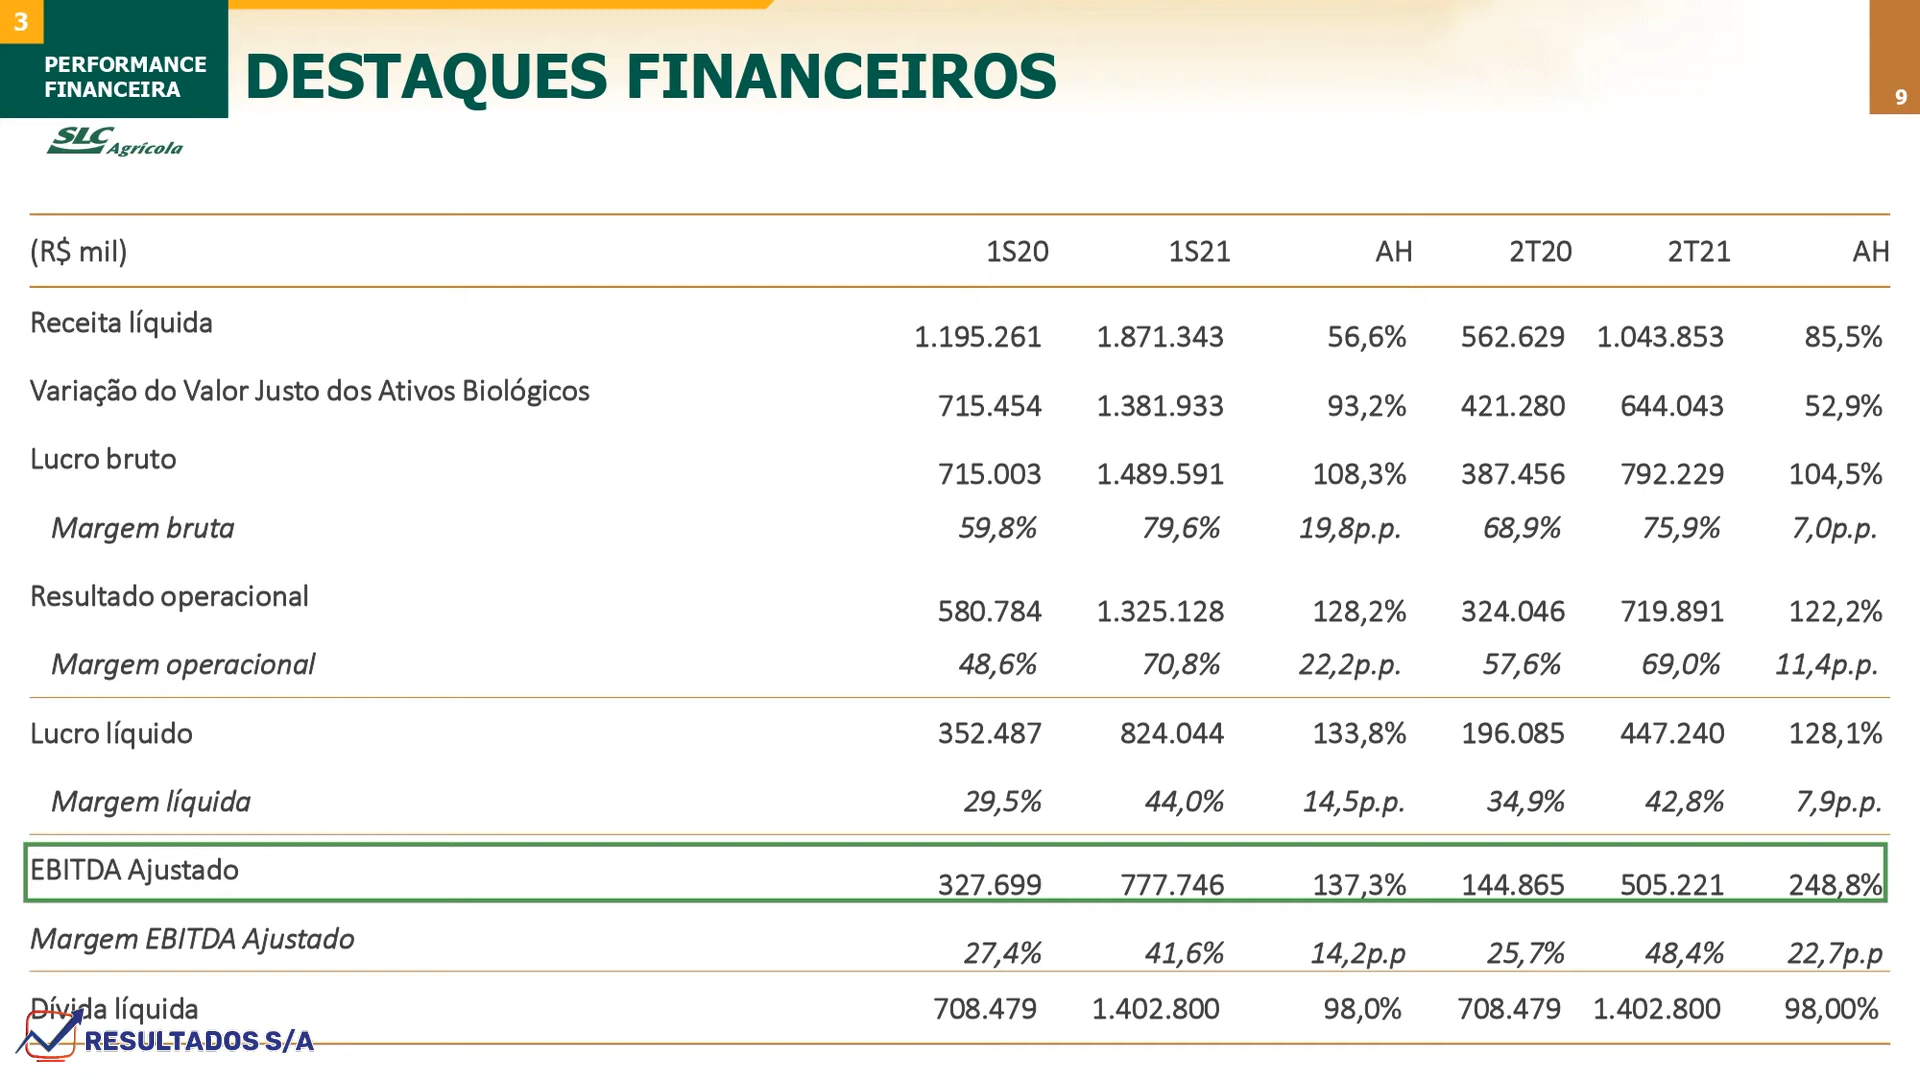 3
PERFORMANCE
FINANCEIRA
DESTAQUES FINANCEIROS
9
SLC Agrícola
(R$ mil) 1S20 1S21 AH 2T20 2T21 AH
Receita líquida 1.195.261 1.871.343 56,6% 562.629 1.043.853 85,5%
Variação do Valor Justo dos Ativos Biológicos 715.454 1.381.933 93,2% 421.280 644.043 52,9%
Lucro bruto 715.003 1.489.591 108,3% 387.456 792.229 104,5%
Margem bruta 59,8% 79,6% 19,8p.p. 68,9% 75,9% 7,0p.p.
Resultado operacional 580.784 1.325.128 128,2% 324.046 719.891 122,2%
Margem operacional 48,6% 70,8% 22,2p.p. 57,6% 69,0% 11,4p.p.
Lucro líquido 352.487 824.044 133,8% 196.085 447.240 128,1%
Margem líquida 29,5% 44,0% 14,5p.p. 34,9% 42,8% 7,9p.p.
EBITDA Ajustado 327.699 777.746 137,3% 144.865 505.221 248,8%
Margem EBITDA Ajustado 27,4% 41,6% 14,2p.p 25,7% 48,4% 22,7p.p
Dívida líquida 708.479 1.402.800 98,0% 708.479 1.402.800 98,00%
RESULTADOS S/A